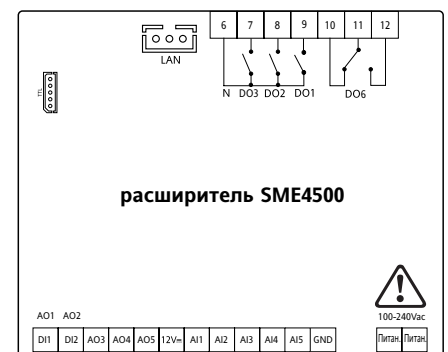 6 7 8 9 10 11 12
LAN
TTL
N DO3 DO2 DO1 DO6
расширитель SME4500
100-240Vac
AO1 AO2
DI1 DI2 AO3 AO4 AO5 12V= AI1 AI2 AI3 AI4 AI5 GND Питан. Питан.